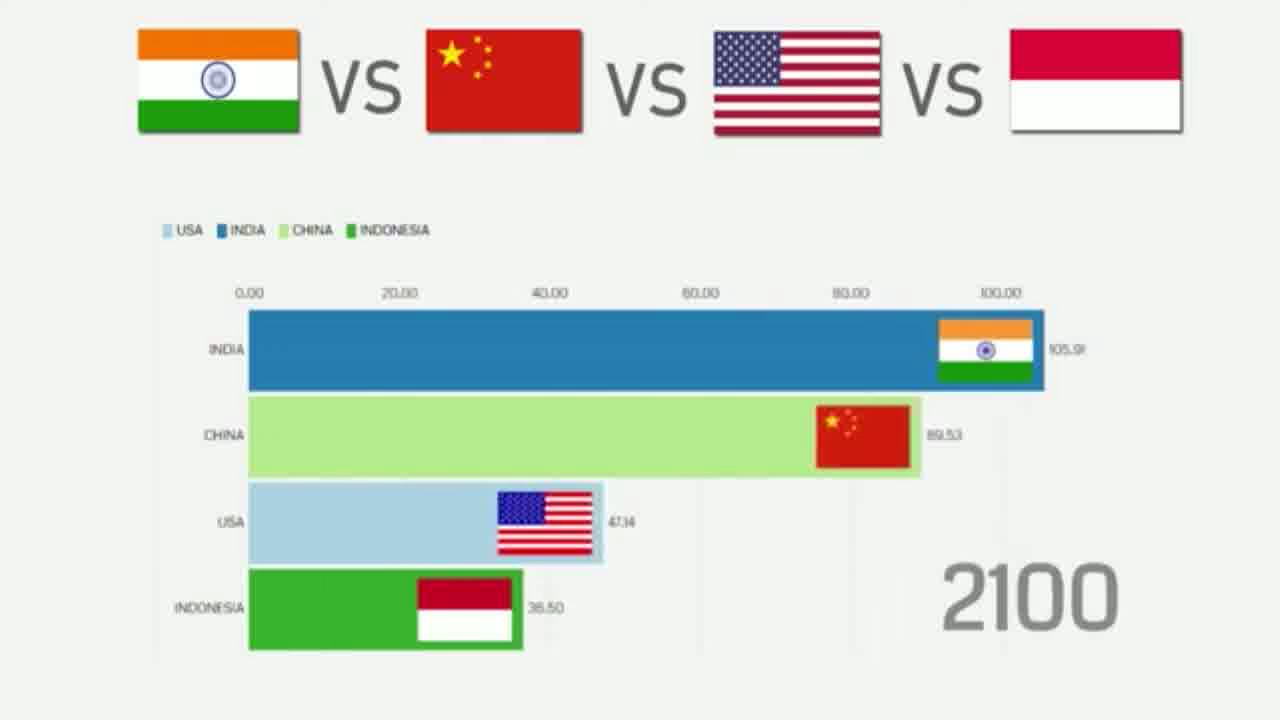 VS VS VS
USA INDIA CHINA INDONESIA
0.00 20.00 40.00 60.00 80.00 100.00
INDIA 105.91
CHINA 89.53
USA 47.14
INDONESIA 36.50
2100